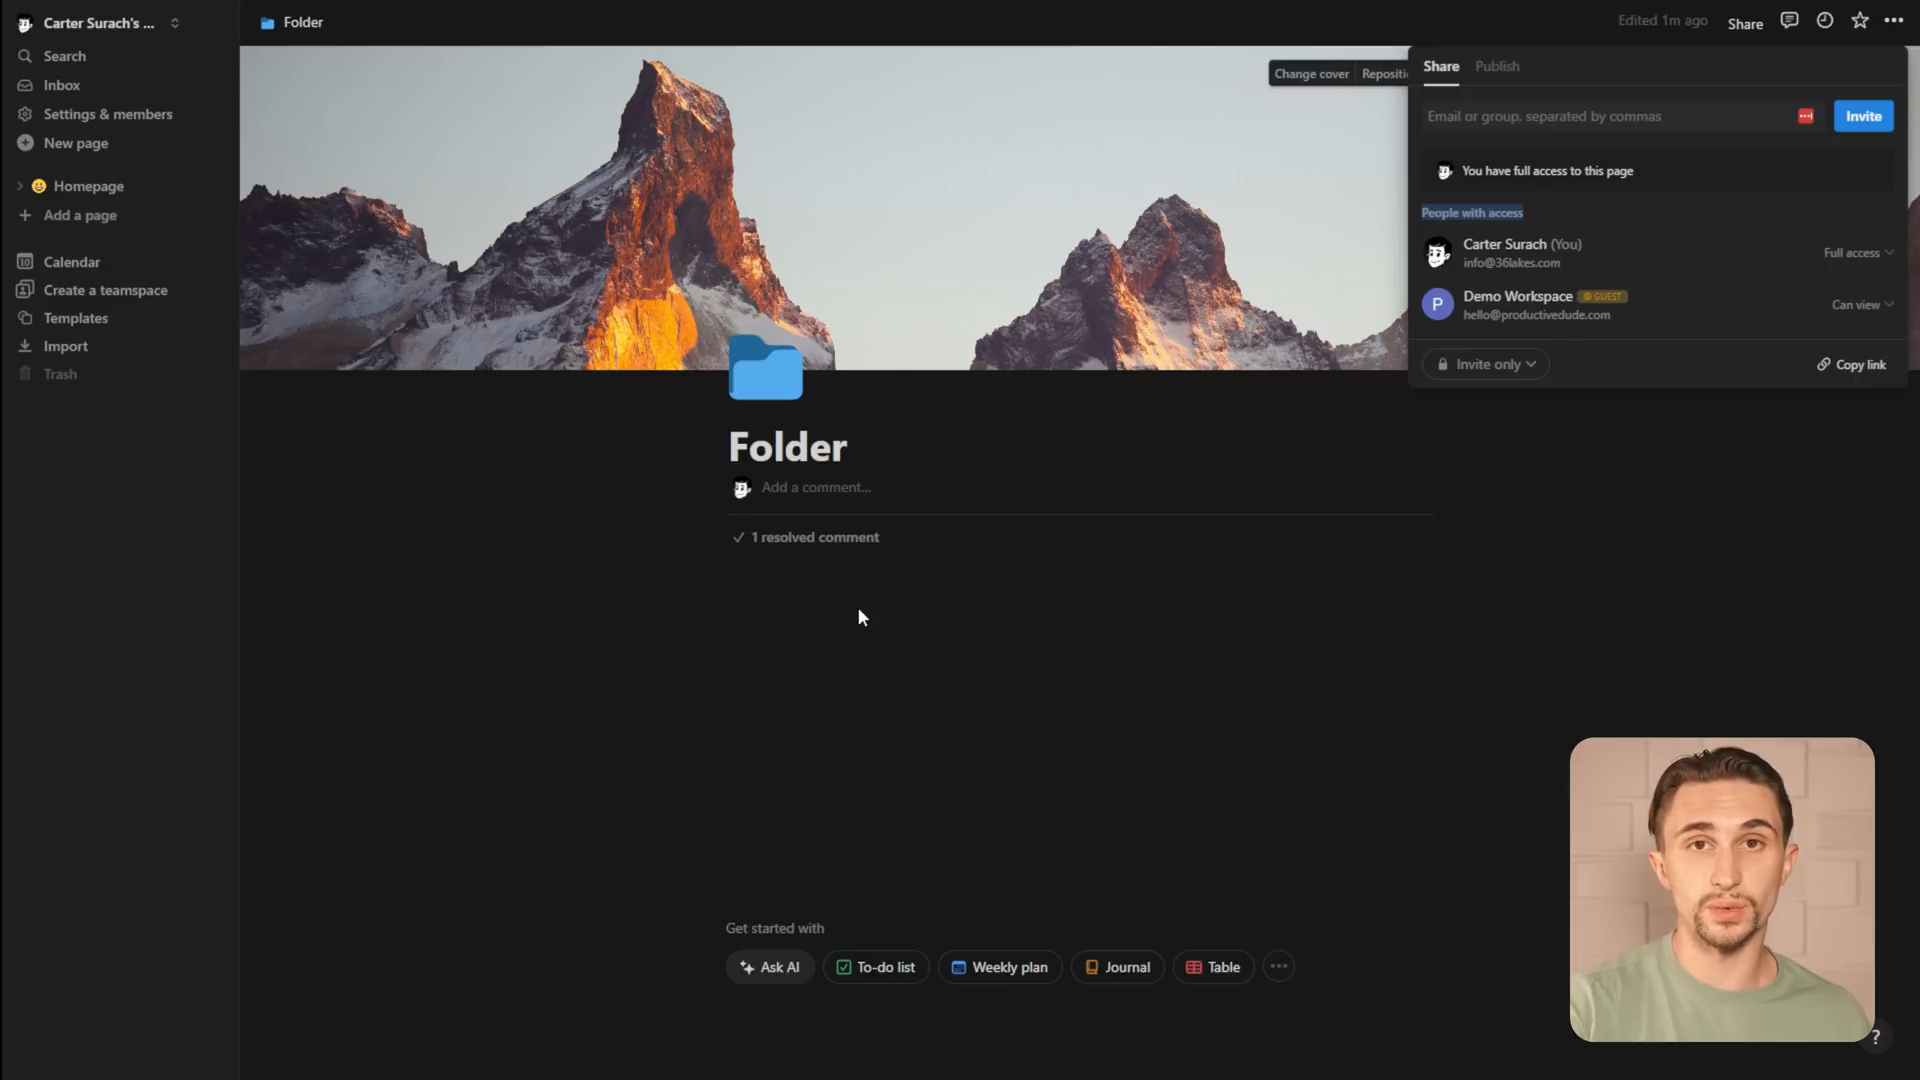 Carter Surach's ...
Search
Inbox
Settings & members
New page
Homepage
Add a page
10 Calendar
Create a teamspace
Templates
Import
Trash
Folder
Edited 1m ago
Share
Change cover
Repositi
Share
Publish
Email or group, separated by commas
Invite
You have full access to this page
People with access
Carter Surach (You)
info@36lakes.com
Full access
P
Demo Workspace GUEST
hello@productivedude.com
Can view
Invite only
Copy link
Folder
Add a comment...
1 resolved comment
Get started with
Ask AI
To-do list
Weekly plan
Journal
Table
?